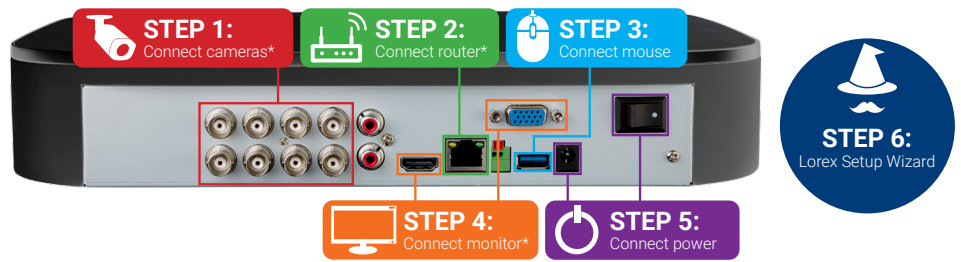 STEP 1:
Connect cameras*
STEP 2:
Connect router*
STEP 3:
Connect mouse
STEP 4:
Connect monitor*
STEP 5:
Connect power
STEP 6:
Lorex Setup Wizard